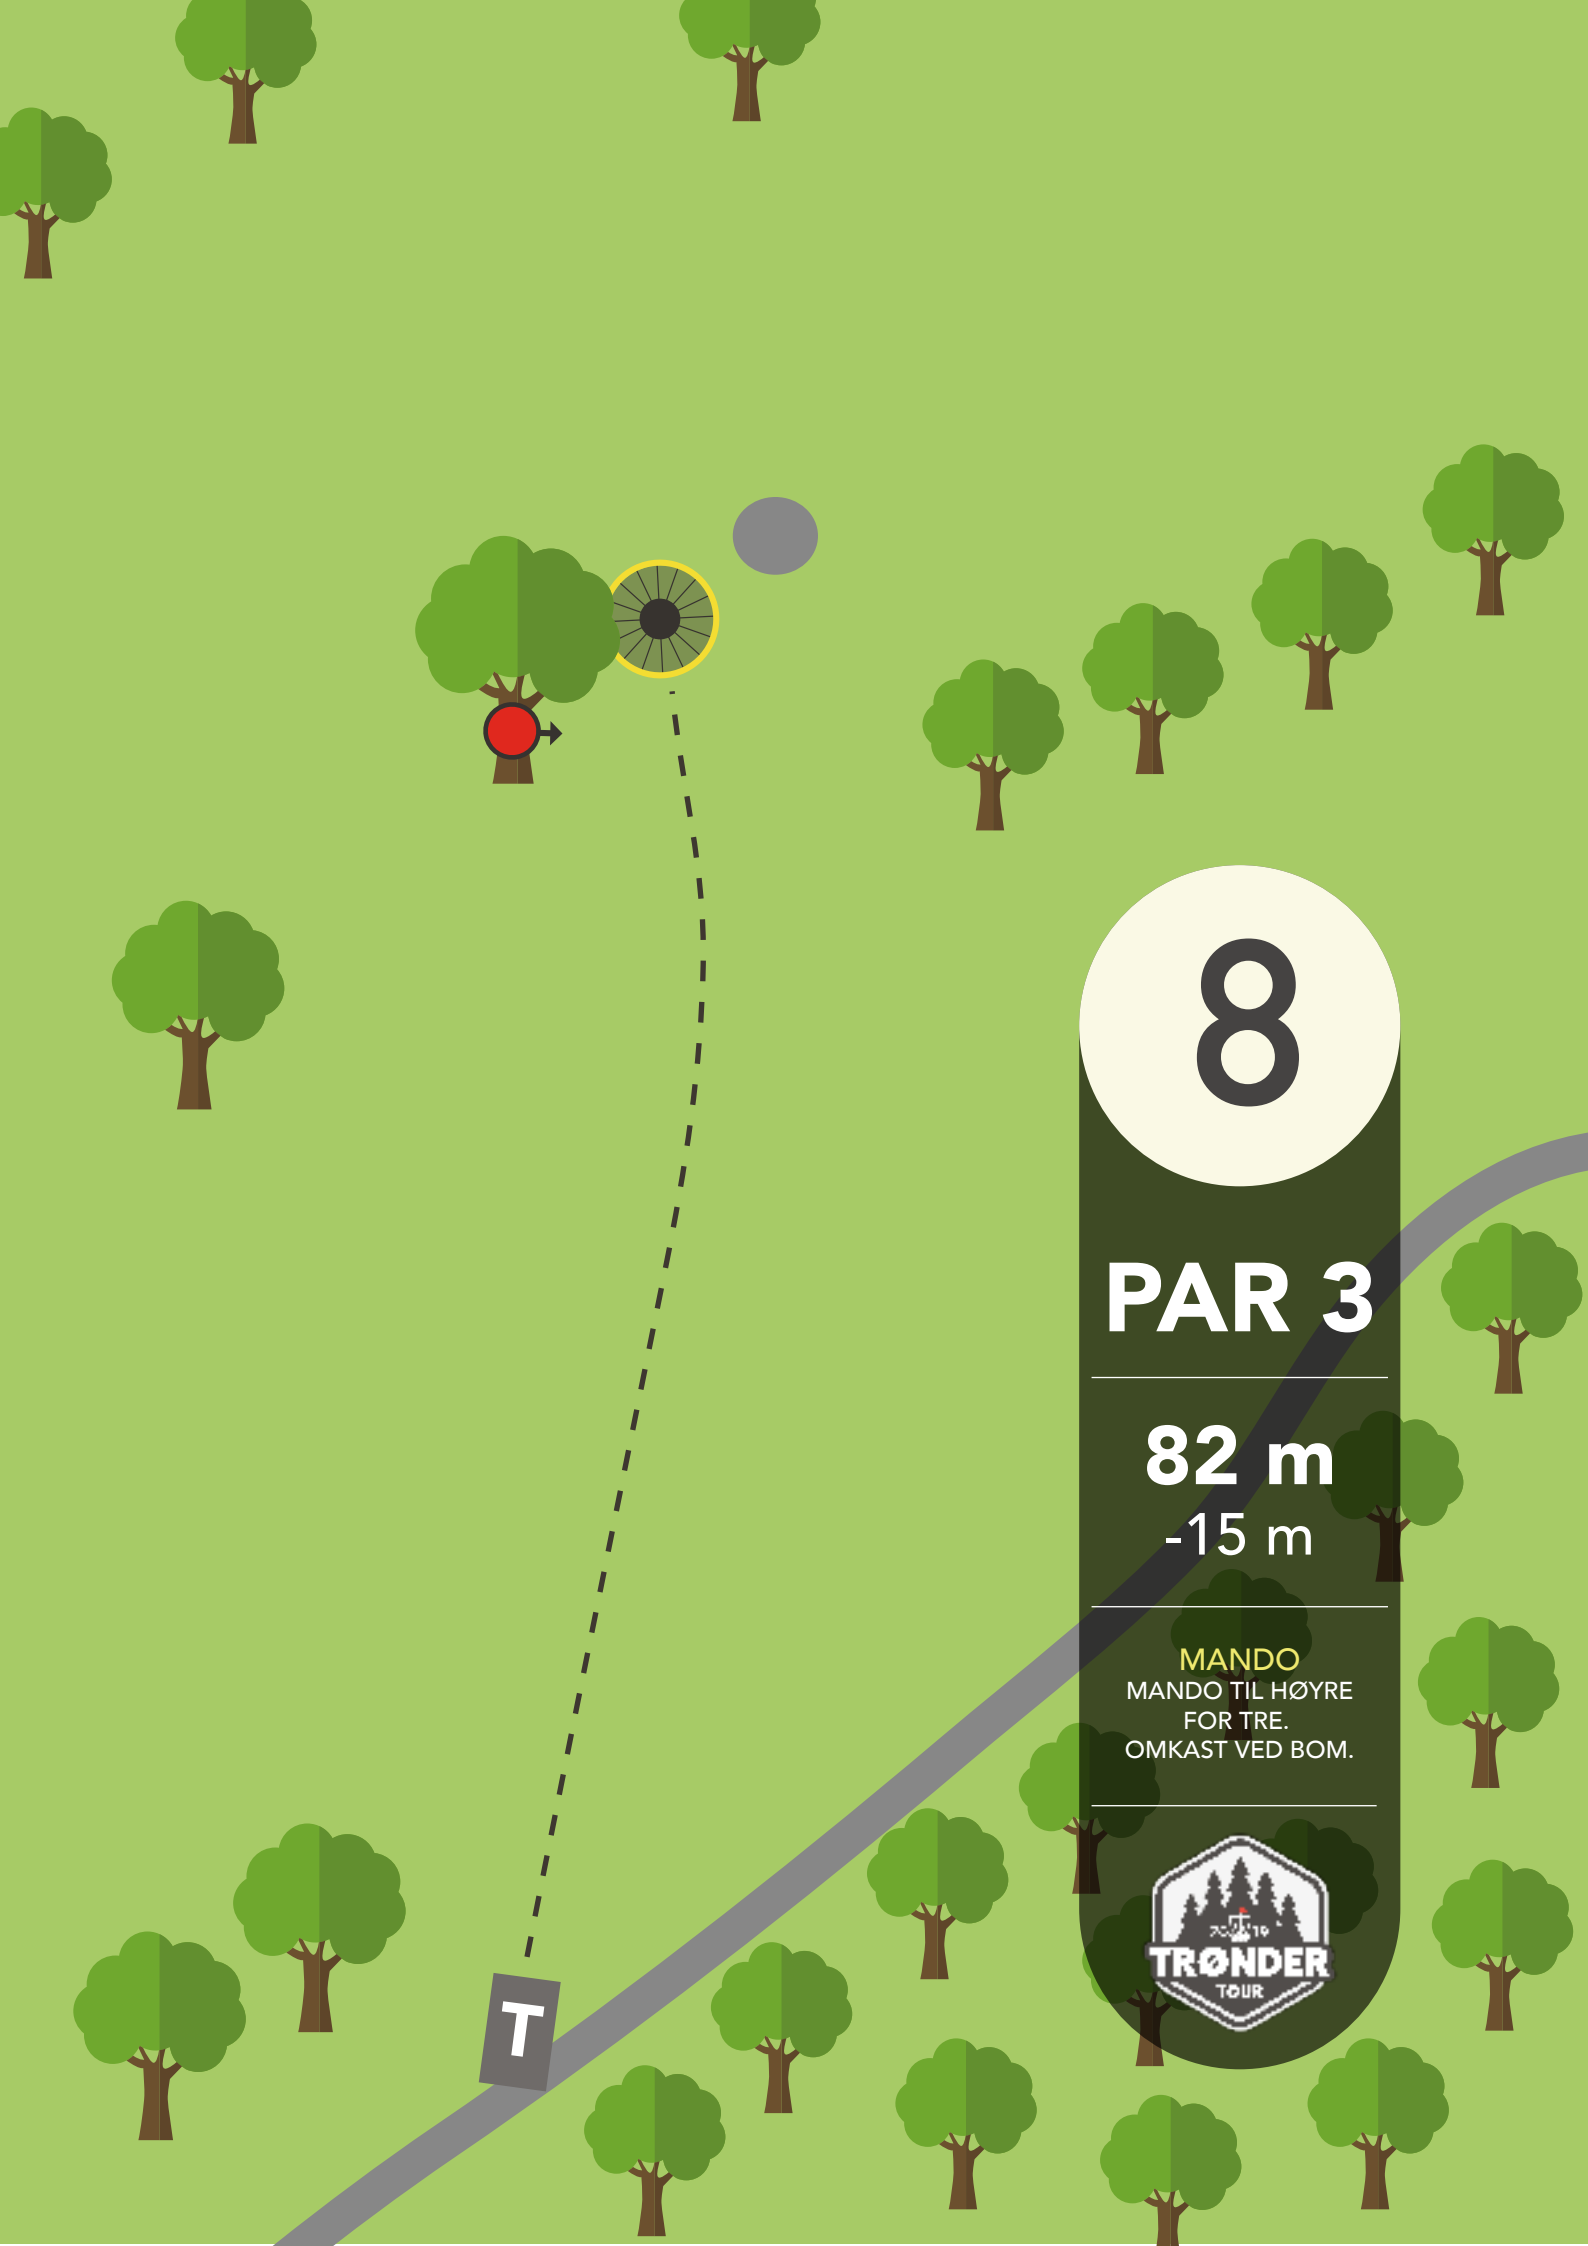 8
PAR 3
82 m
-15 m
MANDO
MANDO TIL HØYRE
FOR TRE.
OMKAST VED BOM.
TRØNDER
TOUR
T